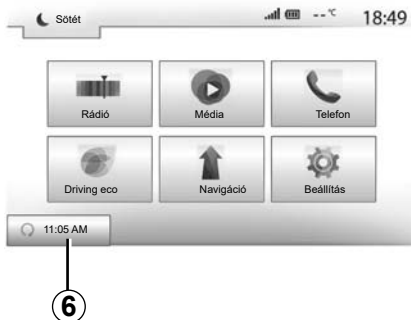 Sötét --°C 18:49
Rádió Média Telefon
Driving eco Navigáció Beállítás
11:05 AM
6